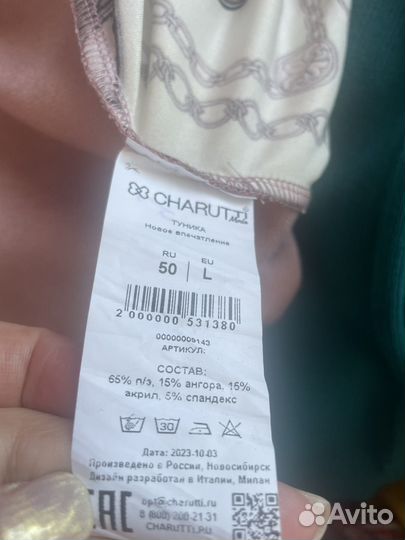 CHARUTTI
Moda
ТУНИКА
Новое впечатление
RU EU
50 L
2 000000 531380
00000009143
АРТИКУЛ:
СОСТАВ:
65% п/э, 15% ангора, 15%
акрил, 5% спандекс
30
Дата: 2023-10-03
Произведено в России, Новосибирск
Дизайн разработан в Италии, Милан
EAC
opt@charutti.ru
8 (800) 200-21-31
CHARUTTI.RU
Avito